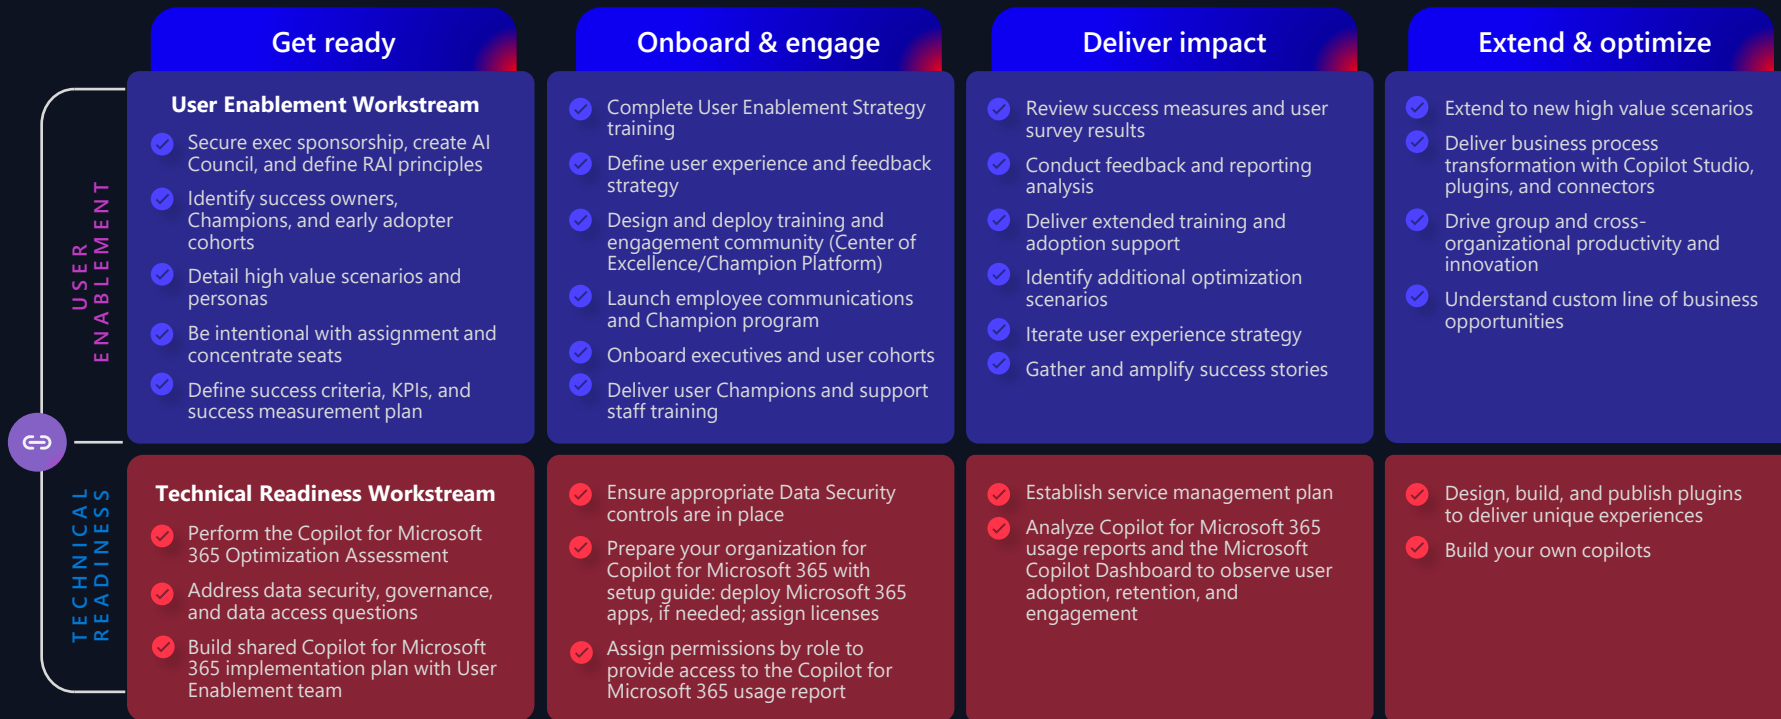 Get ready
Onboard & engage
Deliver impact
Extend & optimize
USER
ENABLEMENT
User Enablement Workstream
Secure exec sponsorship, create AI
Council, and define RAI principles
Identify success owners,
Champions, and early adopter
cohorts
Detail high value scenarios and
personas
Be intentional with assignment and
concentrate seats
Define success criteria, KPIs, and
success measurement plan
Complete User Enablement Strategy
training
Define user experience and feedback
strategy
Design and deploy training and
engagement community (Center of
Excellence/Champion Platform)
Launch employee communications
and Champion program
Onboard executives and user cohorts
Deliver user Champions and support
staff training
Review success measures and user
survey results
Conduct feedback and reporting
analysis
Deliver extended training and
adoption support
Identify additional optimization
scenarios
Iterate user experience strategy
Gather and amplify success stories
Extend to new high value scenarios
Deliver business process
transformation with Copilot Studio,
plugins, and connectors
Drive group and cross-
organizational productivity and
innovation
Understand custom line of business
opportunities
TECHNICAL
READINESS
Technical Readiness Workstream
Perform the Copilot for Microsoft
365 Optimization Assessment
Address data security, governance,
and data access questions
Build shared Copilot for Microsoft
365 implementation plan with User
Enablement team
Ensure appropriate Data Security
controls are in place
Prepare your organization for
Copilot for Microsoft 365 with
setup guide: deploy Microsoft 365
apps, if needed; assign licenses
Assign permissions by role to
provide access to the Copilot for
Microsoft 365 usage report
Establish service management plan
Analyze Copilot for Microsoft 365
usage reports and the Microsoft
Copilot Dashboard to observe user
adoption, retention, and
engagement
Design, build, and publish plugins
to deliver unique experiences
Build your own copilots